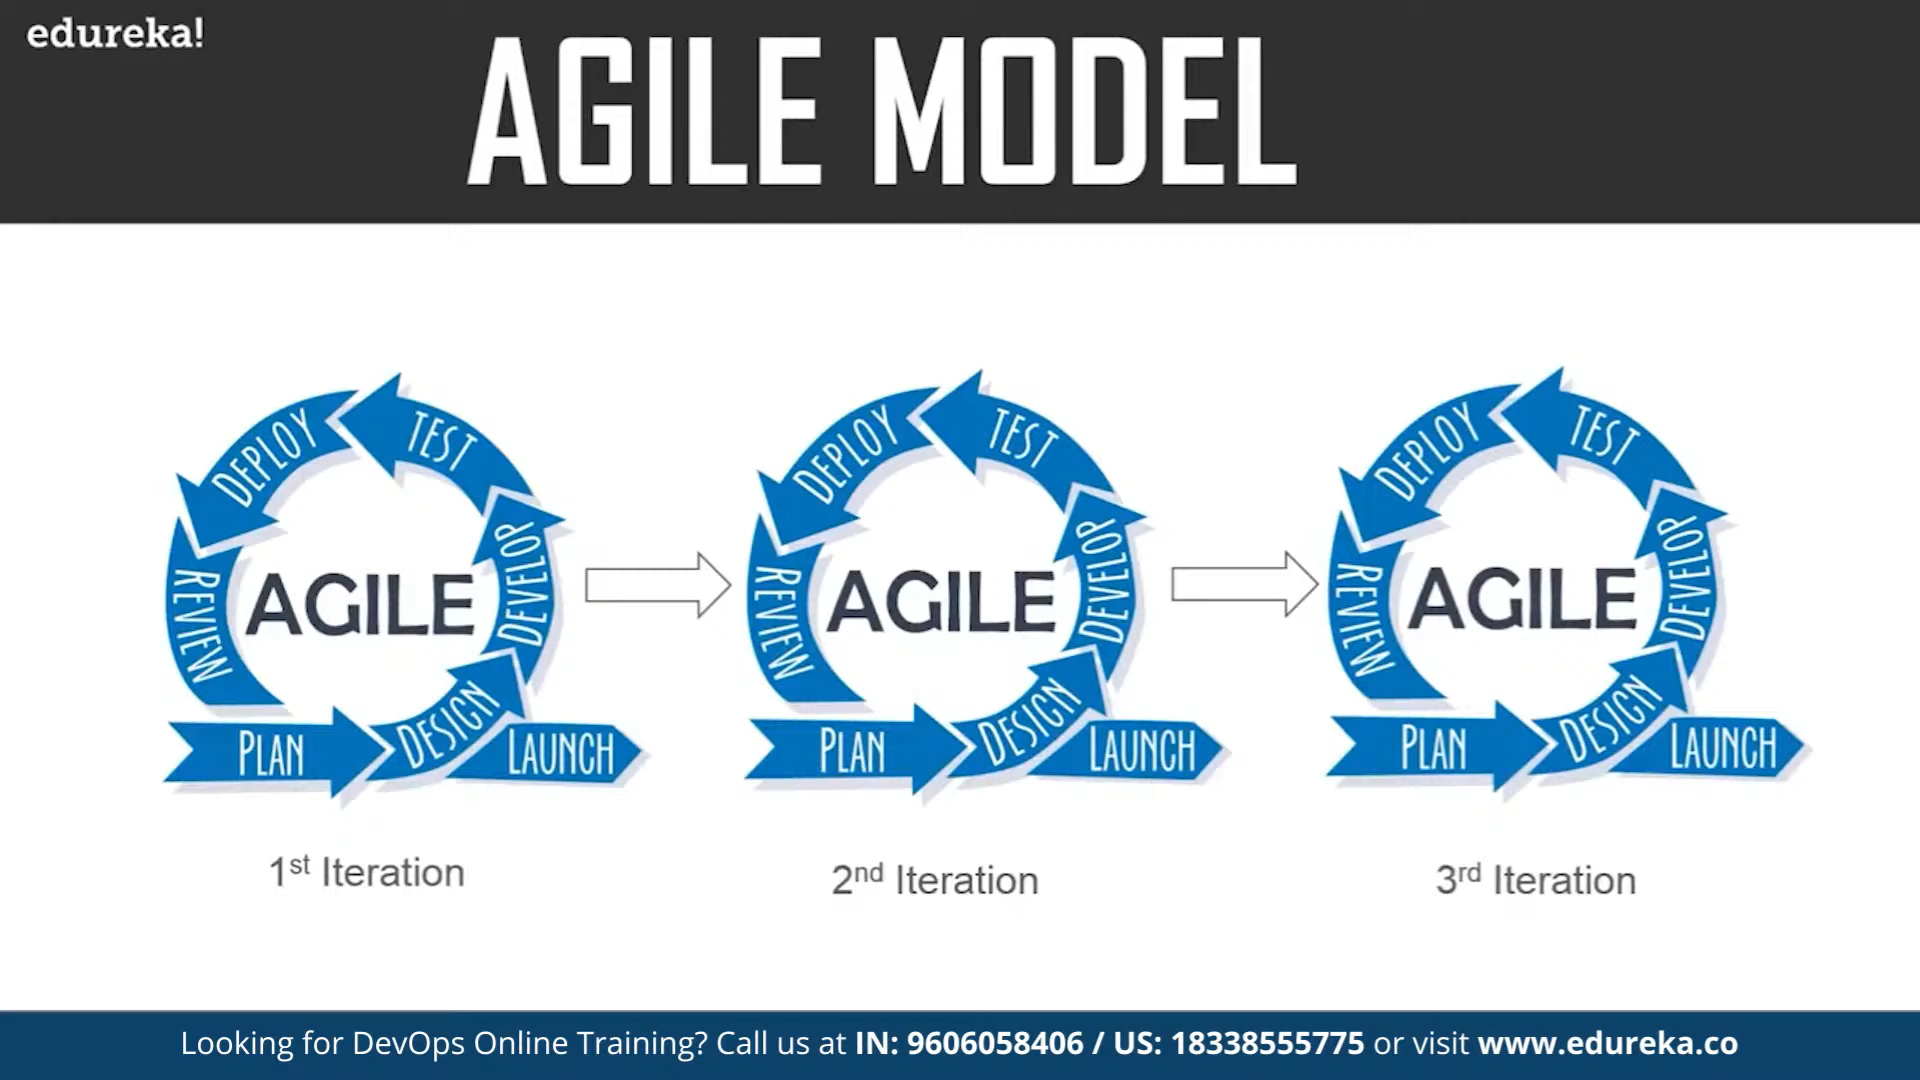 edureka!
AGILE MODEL
DEPLOY
TEST
REVIEW
AGILE
DEVELOP
PLAN
DESIGN
LAUNCH
1st Iteration
DEPLOY
TEST
REVIEW
AGILE
DEVELOP
PLAN
DESIGN
LAUNCH
2nd Iteration
DEPLOY
TEST
REVIEW
AGILE
DEVELOP
PLAN
DESIGN
LAUNCH
3rd Iteration
Looking for DevOps Online Training? Call us at IN: 9606058406 / US: 18338555775 or visit www.edureka.co